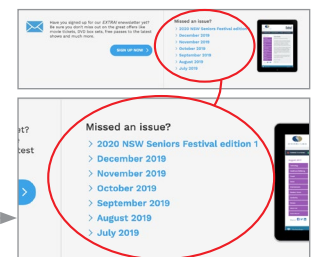 Have you signed up for our EXTRA! enewsletter yet?
Be sure you don't miss out on the great offers like
movie tickets, DVD box sets, free passes to the latest
shows and much more.
SIGN UP NOW >
Missed an issue?
> 2020 NSW Seniors Festival edition 1
> December 2019
> November 2019
> October 2019
> September 2019
> August 2019
> July 2019
et?
test
>
Missed an issue?
> 2020 NSW Seniors Festival edition 1
> December 2019
> November 2019
> October 2019
> September 2019
> August 2019
> July 2019